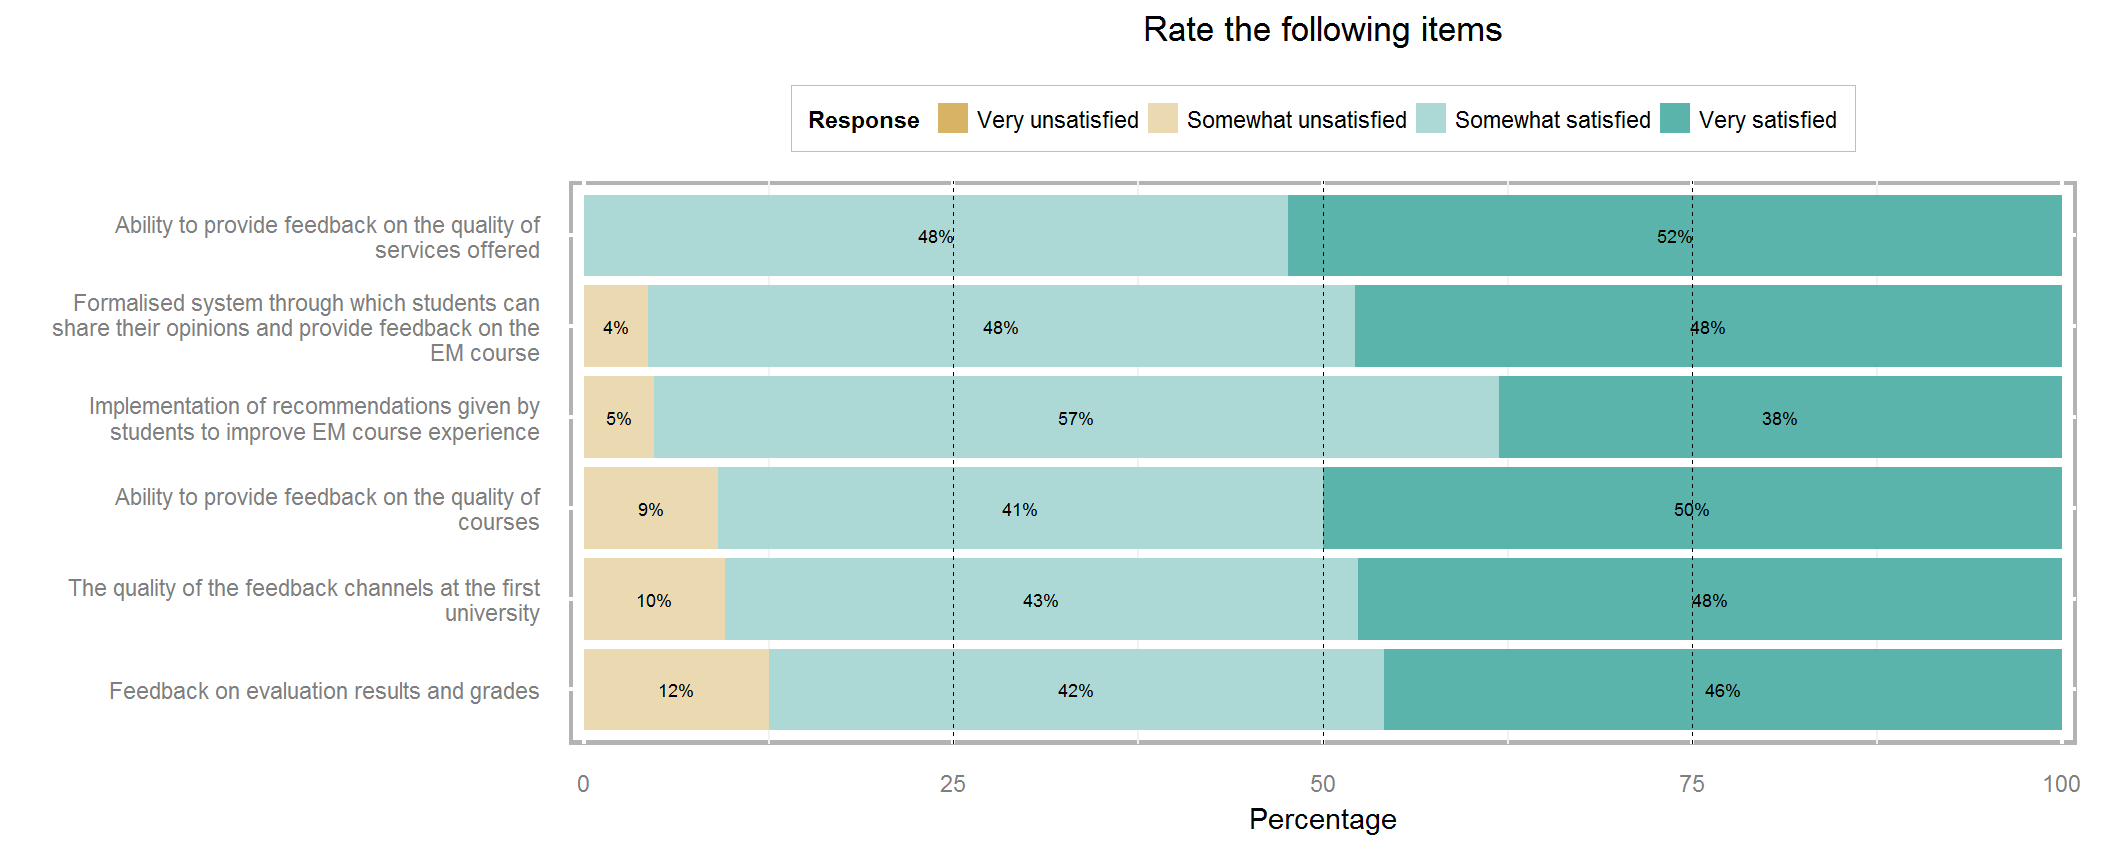 Rate the following items
Response Very unsatisfied Somewhat unsatisfied Somewhat satisfied Very satisfied
Ability to provide feedback on the quality of
services offered
48% 52%
Formalised system through which students can
share their opinions and provide feedback on the
EM course
4% 48% 48%
Implementation of recommendations given by
students to improve EM course experience
5% 57% 38%
Ability to provide feedback on the quality of
courses
9% 41% 50%
The quality of the feedback channels at the first
university
10% 43% 48%
Feedback on evaluation results and grades
12% 42% 46%
0 25 50 75 100
Percentage